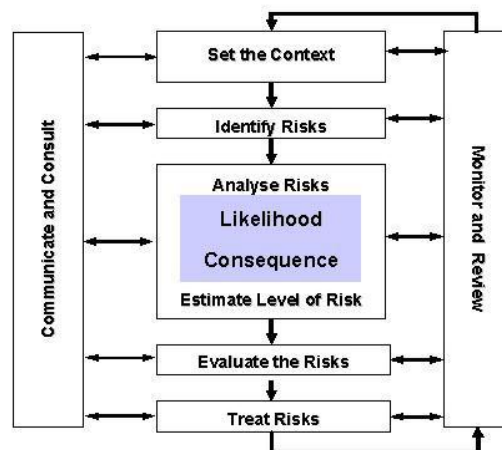 Set the Context
Identify Risks
Analyse Risks
Likelihood
Consequence
Estimate Level of Risk
Evaluate the Risks
Treat Risks
Communicate and Consult
Monitor and Review